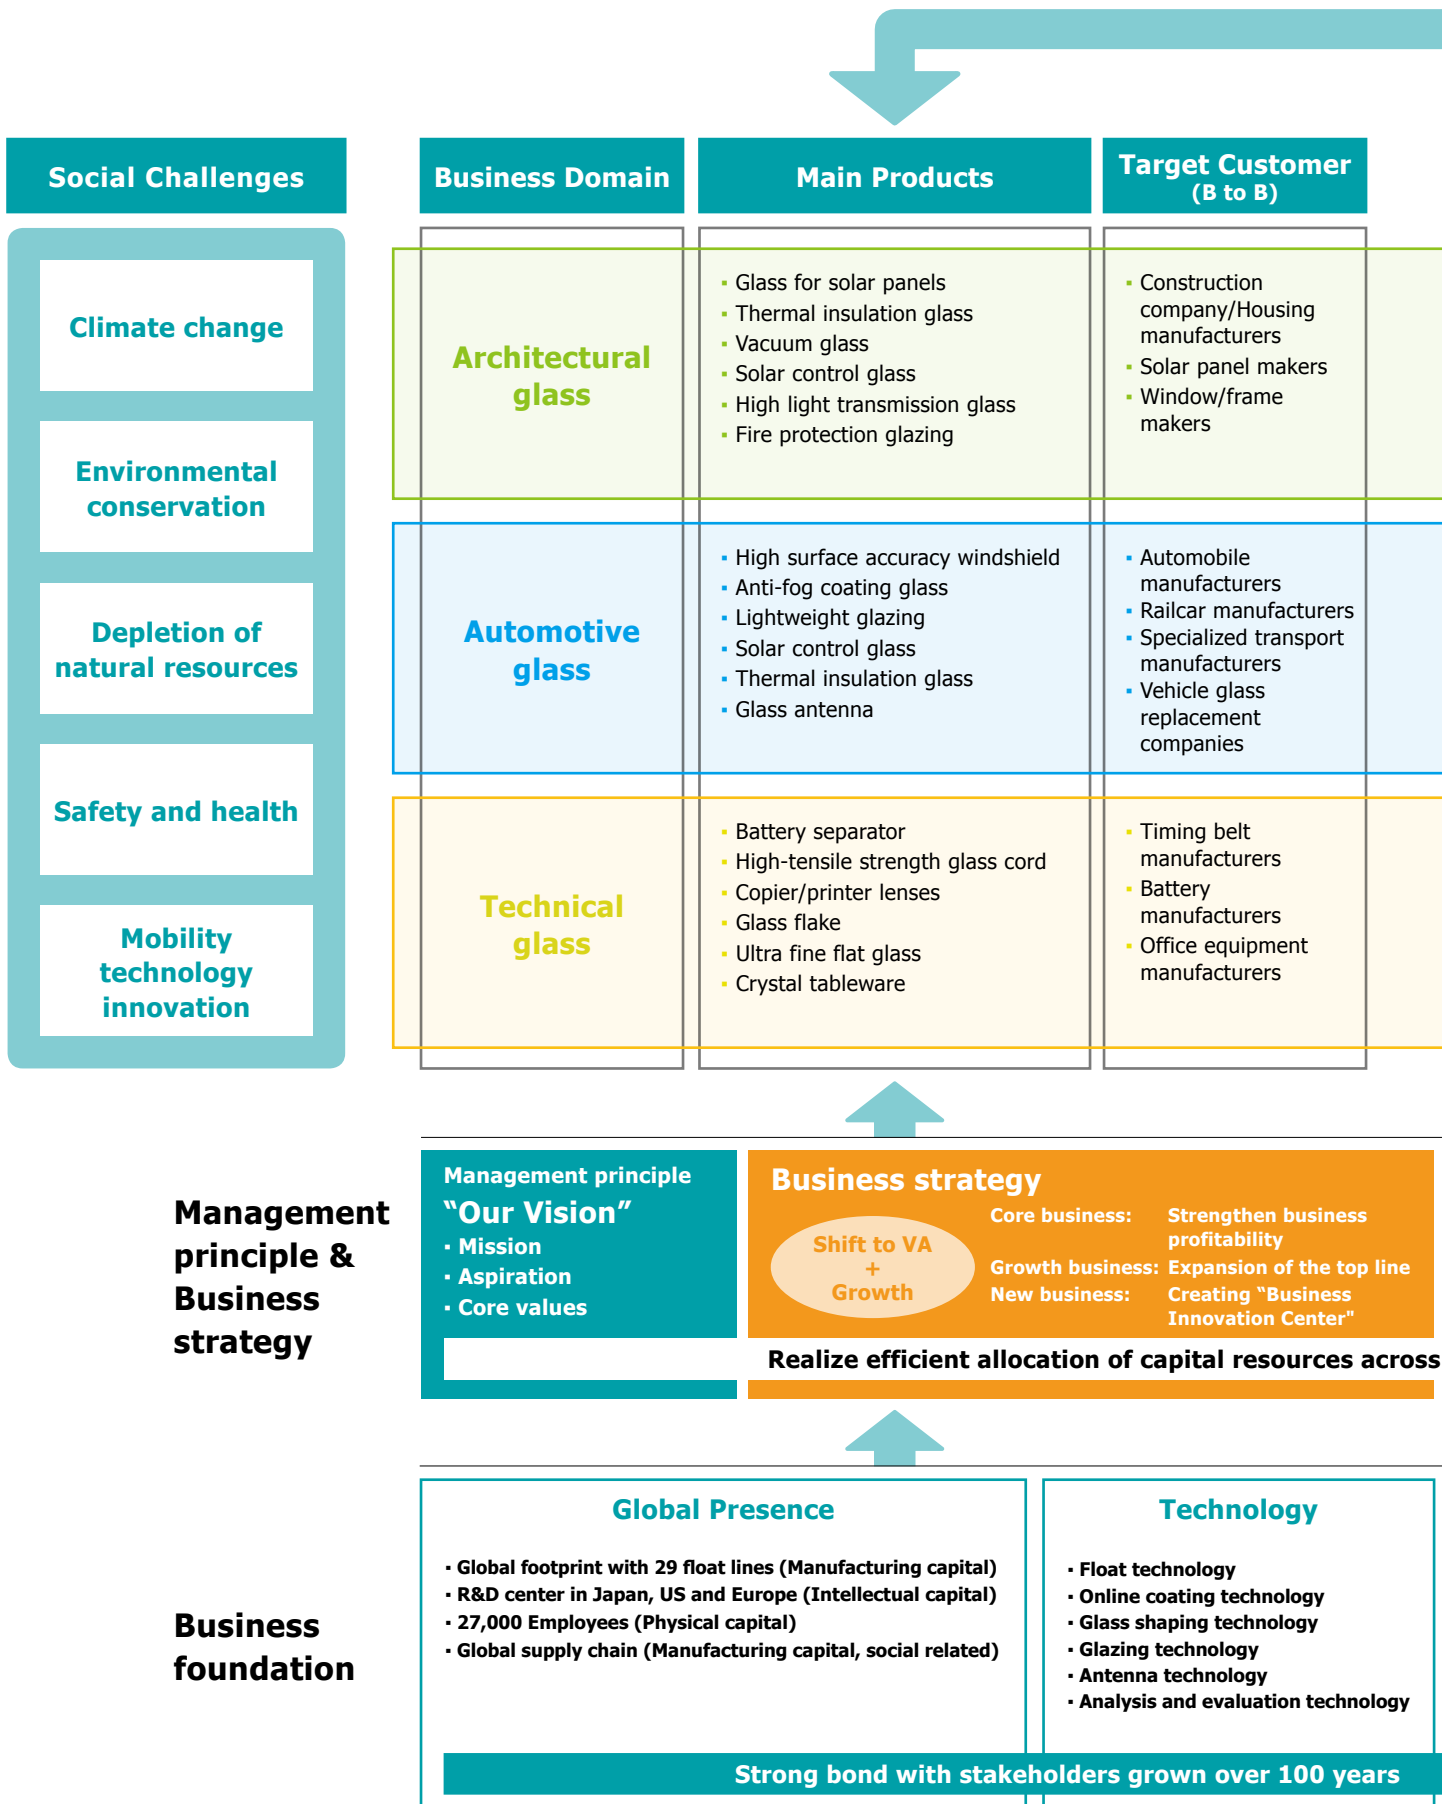 Social Challenges
Climate change
Environmental
conservation
Depletion of
natural resources
Safety and health
Mobility
technology
innovation
Business Domain
Main Products
Target Customer
(B to B)
Architectural
glass
▪ Glass for solar panels
▪ Thermal insulation glass
▪ Vacuum glass
▪ Solar control glass
▪ High light transmission glass
▪ Fire protection glazing
▪ Construction
company/Housing
manufacturers
▪ Solar panel makers
▪ Window/frame
makers
Automotive
glass
▪ High surface accuracy windshield
▪ Anti-fog coating glass
▪ Lightweight glazing
▪ Solar control glass
▪ Thermal insulation glass
▪ Glass antenna
▪ Automobile
manufacturers
▪ Railcar manufacturers
▪ Specialized transport
manufacturers
▪ Vehicle glass
replacement
companies
Technical
glass
▪ Battery separator
▪ High-tensile strength glass cord
▪ Copier/printer lenses
▪ Glass flake
▪ Ultra fine flat glass
▪ Crystal tableware
▪ Timing belt
manufacturers
▪ Battery
manufacturers
▪ Office equipment
manufacturers
Management
principle &
Business
strategy
Management principle
“Our Vision”
▪ Mission
▪ Aspiration
▪ Core values
Business strategy
Shift to VA
+
Growth
Core business: Strengthen business
profitability
Growth business: Expansion of the top line
New business: Creating “Business
Innovation Center"
Realize efficient allocation of capital resources across
Business
foundation
Global Presence
▪ Global footprint with 29 float lines (Manufacturing capital)
▪ R&D center in Japan, US and Europe (Intellectual capital)
▪ 27,000 Employees (Physical capital)
▪ Global supply chain (Manufacturing capital, social related)
Technology
▪ Float technology
▪ Online coating technology
▪ Glass shaping technology
▪ Glazing technology
▪ Antenna technology
▪ Analysis and evaluation technology
Strong bond with stakeholders grown over 100 years